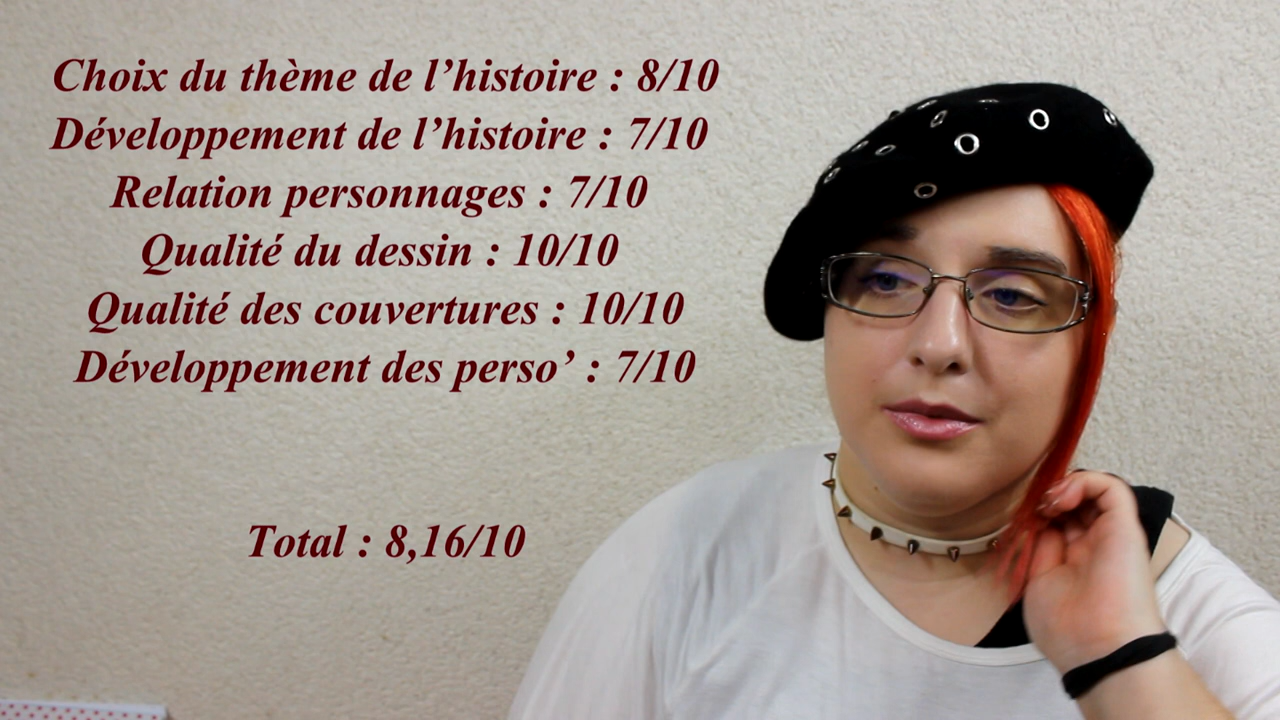 Choix du thème de l’histoire : 8/10
Développement de l’histoire : 7/10
Relation personnages : 7/10
Qualité du dessin : 10/10
Qualité des couvertures : 10/10
Développement des perso’ : 7/10
Total : 8,16/10